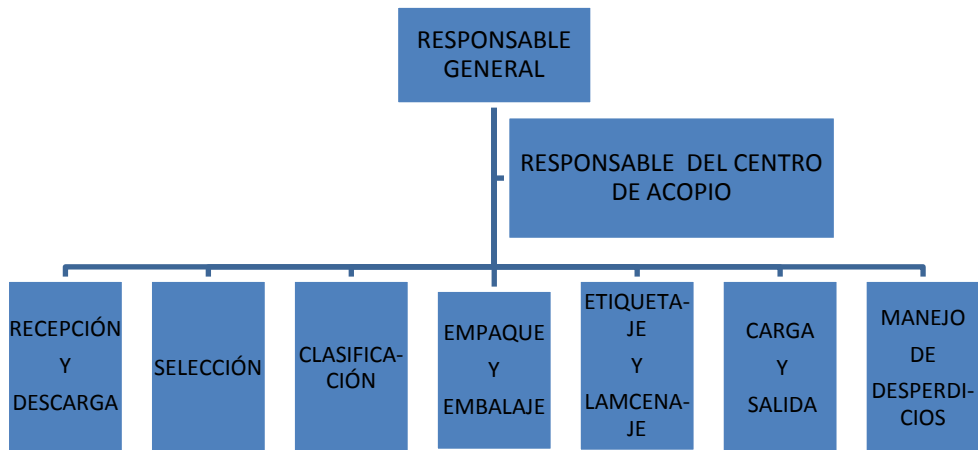 RESPONSABLE
GENERAL
RESPONSABLE DEL CENTRO
DE ACOPIO
RECEPCIÓN
Y
DESCARGA
SELECCIÓN
CLASIFICA-
CIÓN
EMPAQUE
Y
EMBALAJE
ETIQUETA-
JE
Y
LAMCENA-
JE
CARGA
Y
SALIDA
MANEJO
DE
DESPERDI-
CIOS